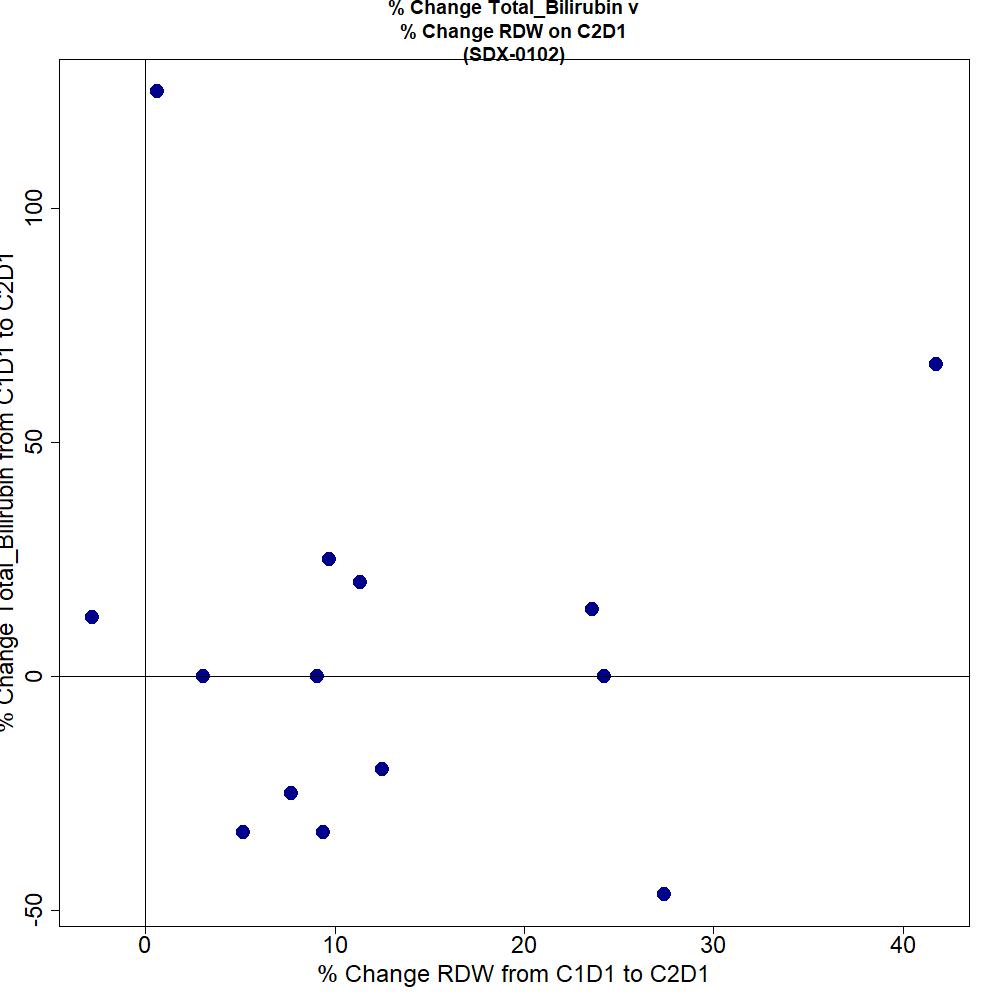 % Change Total_Bilirubin v
% Change RDW on C2D1
(SDX-0102)
% Change Total_Bilirubin from C1D1 to C2D1
100
50
0
-50
0
10
20
30
40
% Change RDW from C1D1 to C2D1